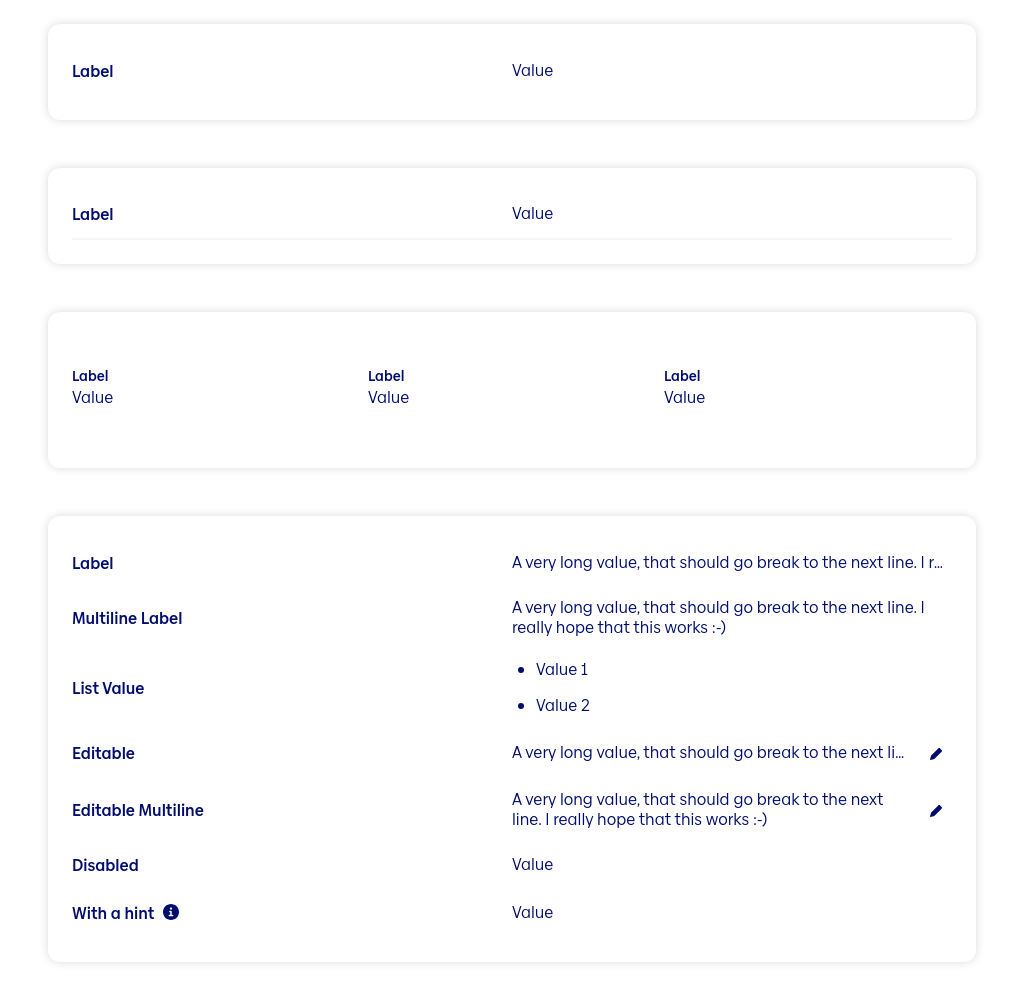 Label Value
Label Value
Label Label Label
Value Value Value
Label A very long value, that should go break to the next line. I r...
Multiline Label A very long value, that should go break to the next line. I
really hope that this works :-)
List Value
• Value 1
• Value 2
Editable A very long value, that should go break to the next li...
Editable Multiline A very long value, that should go break to the next
line. I really hope that this works :-)
Disabled Value
With a hint Value